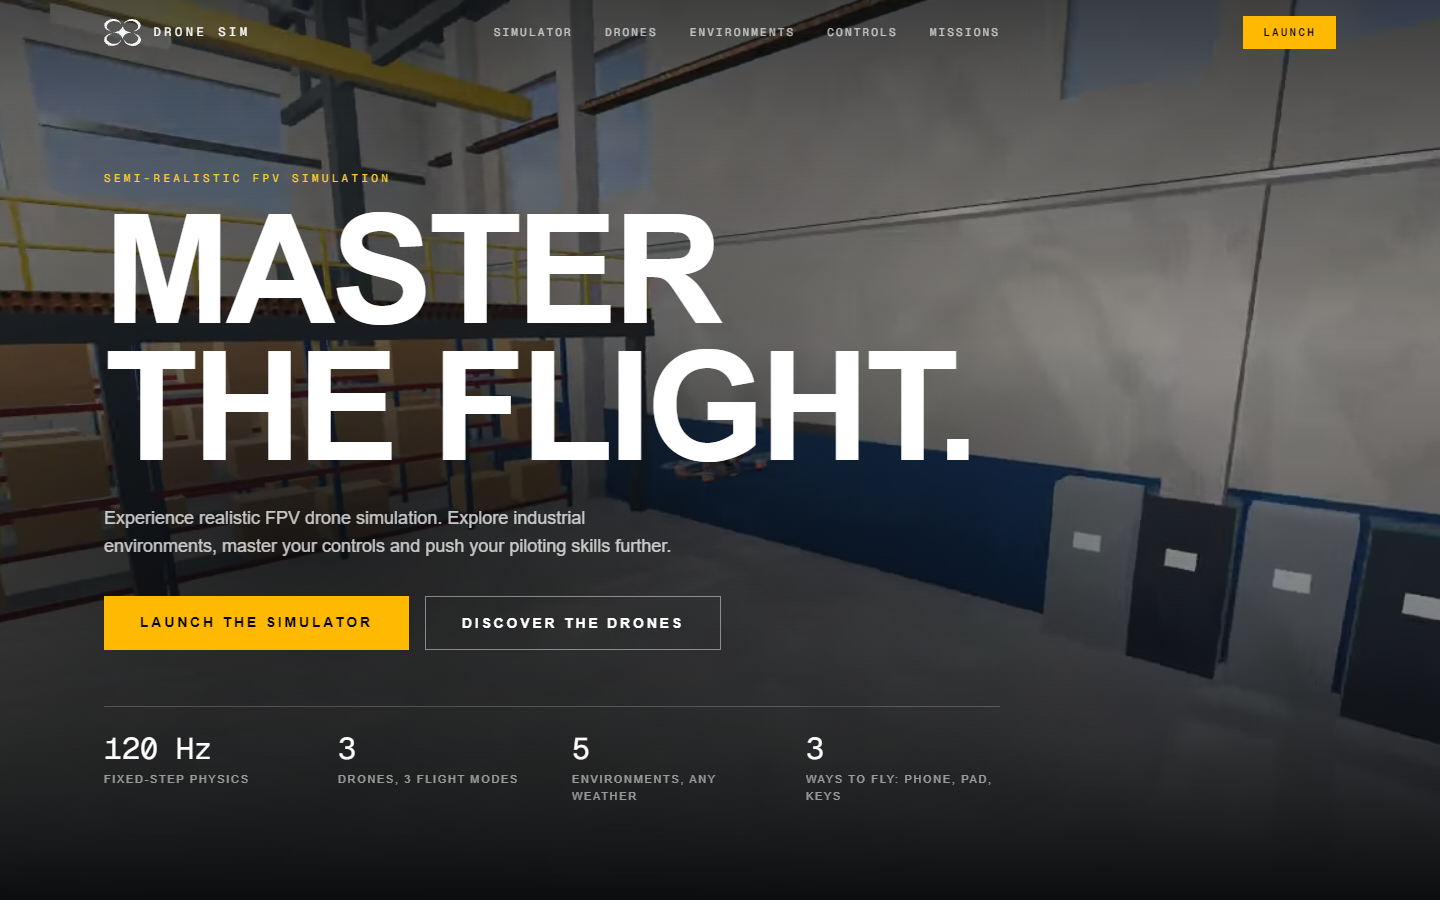 DRONE SIM
SIMULATOR
DRONES
ENVIRONMENTS
CONTROLS
MISSIONS
LAUNCH
SEMI-REALISTIC FPV SIMULATION
MASTER
THE FLIGHT.
Experience realistic FPV drone simulation. Explore industrial
environments, master your controls and push your piloting skills further.
LAUNCH THE SIMULATOR
DISCOVER THE DRONES
120 Hz
FIXED-STEP PHYSICS
3
DRONES, 3 FLIGHT MODES
5
ENVIRONMENTS, ANY
WEATHER
3
WAYS TO FLY: PHONE, PAD,
KEYS